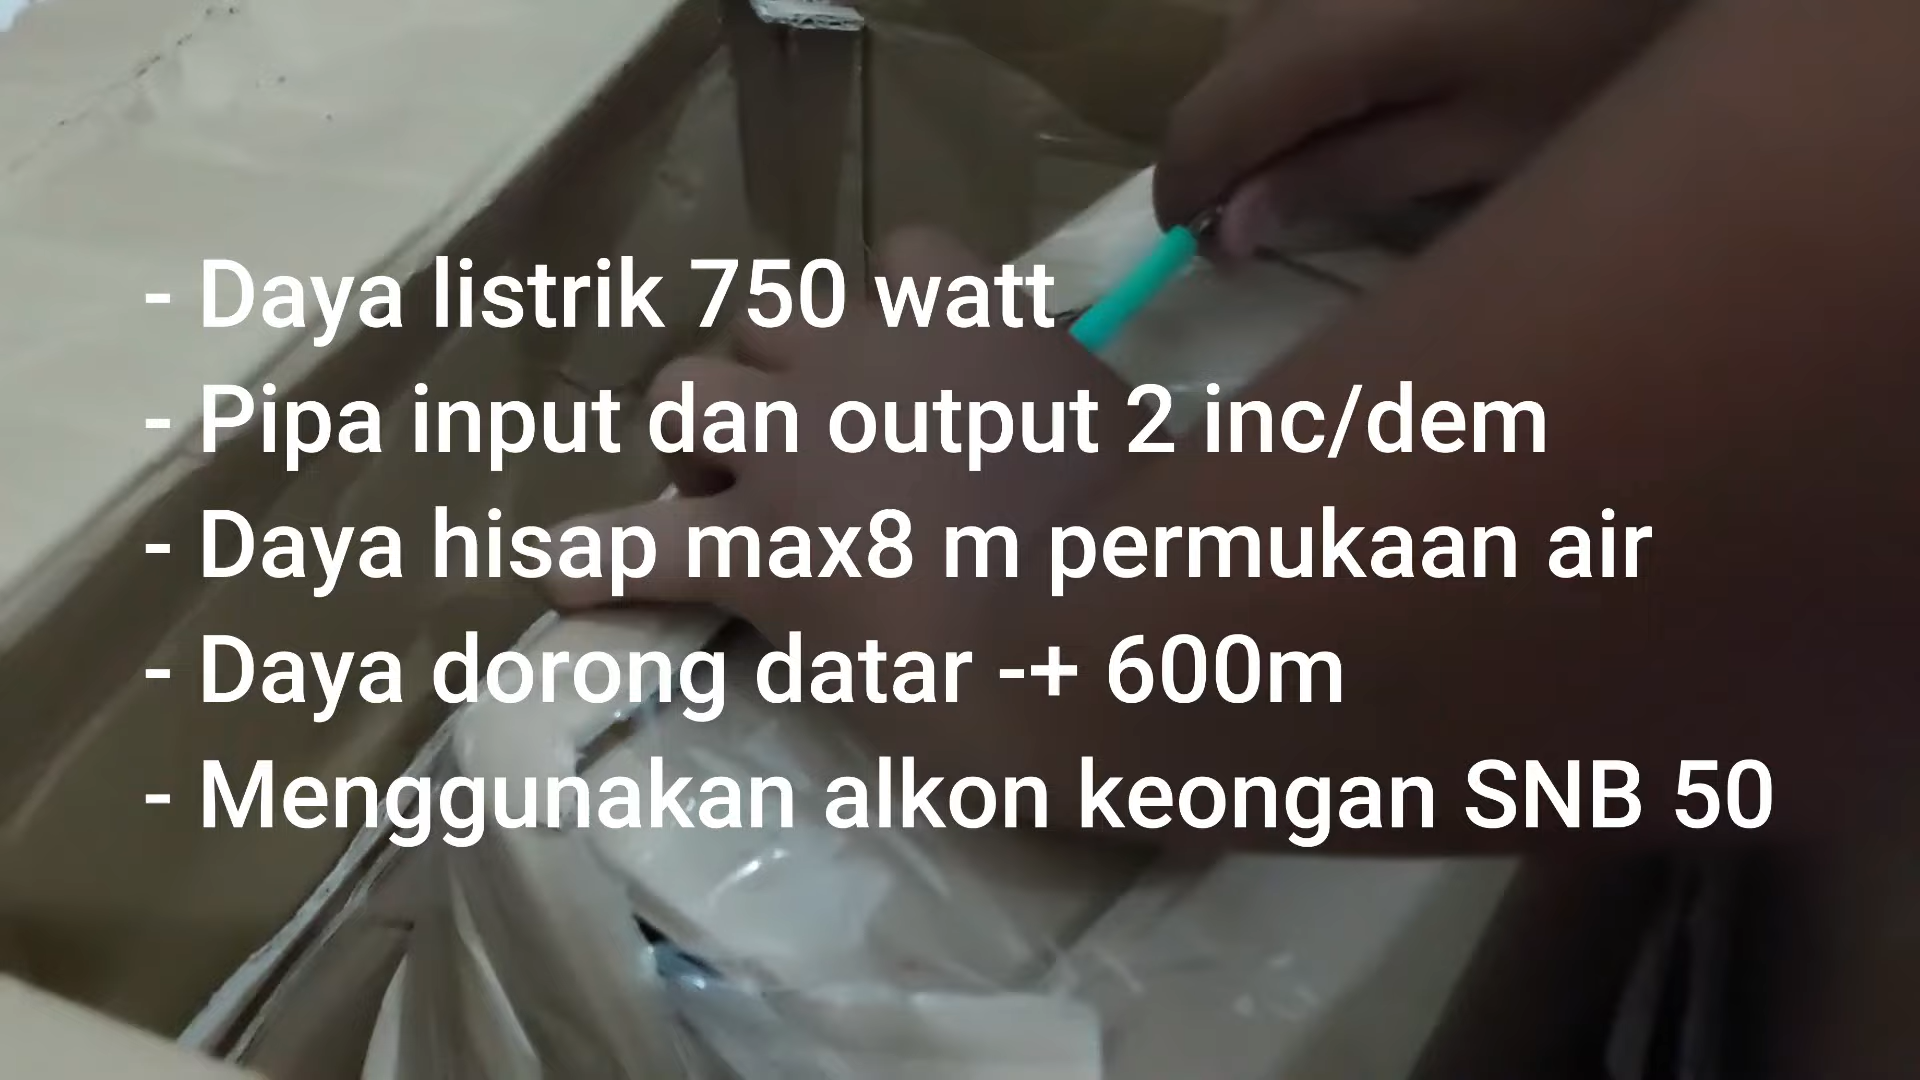 - Daya listrik 750 watt
- Pipa input dan output 2 inc/dem
- Daya hisap max8 m permukaan air
- Daya dorong datar -+ 600m
- Menggunakan alkon keongan SNB 50